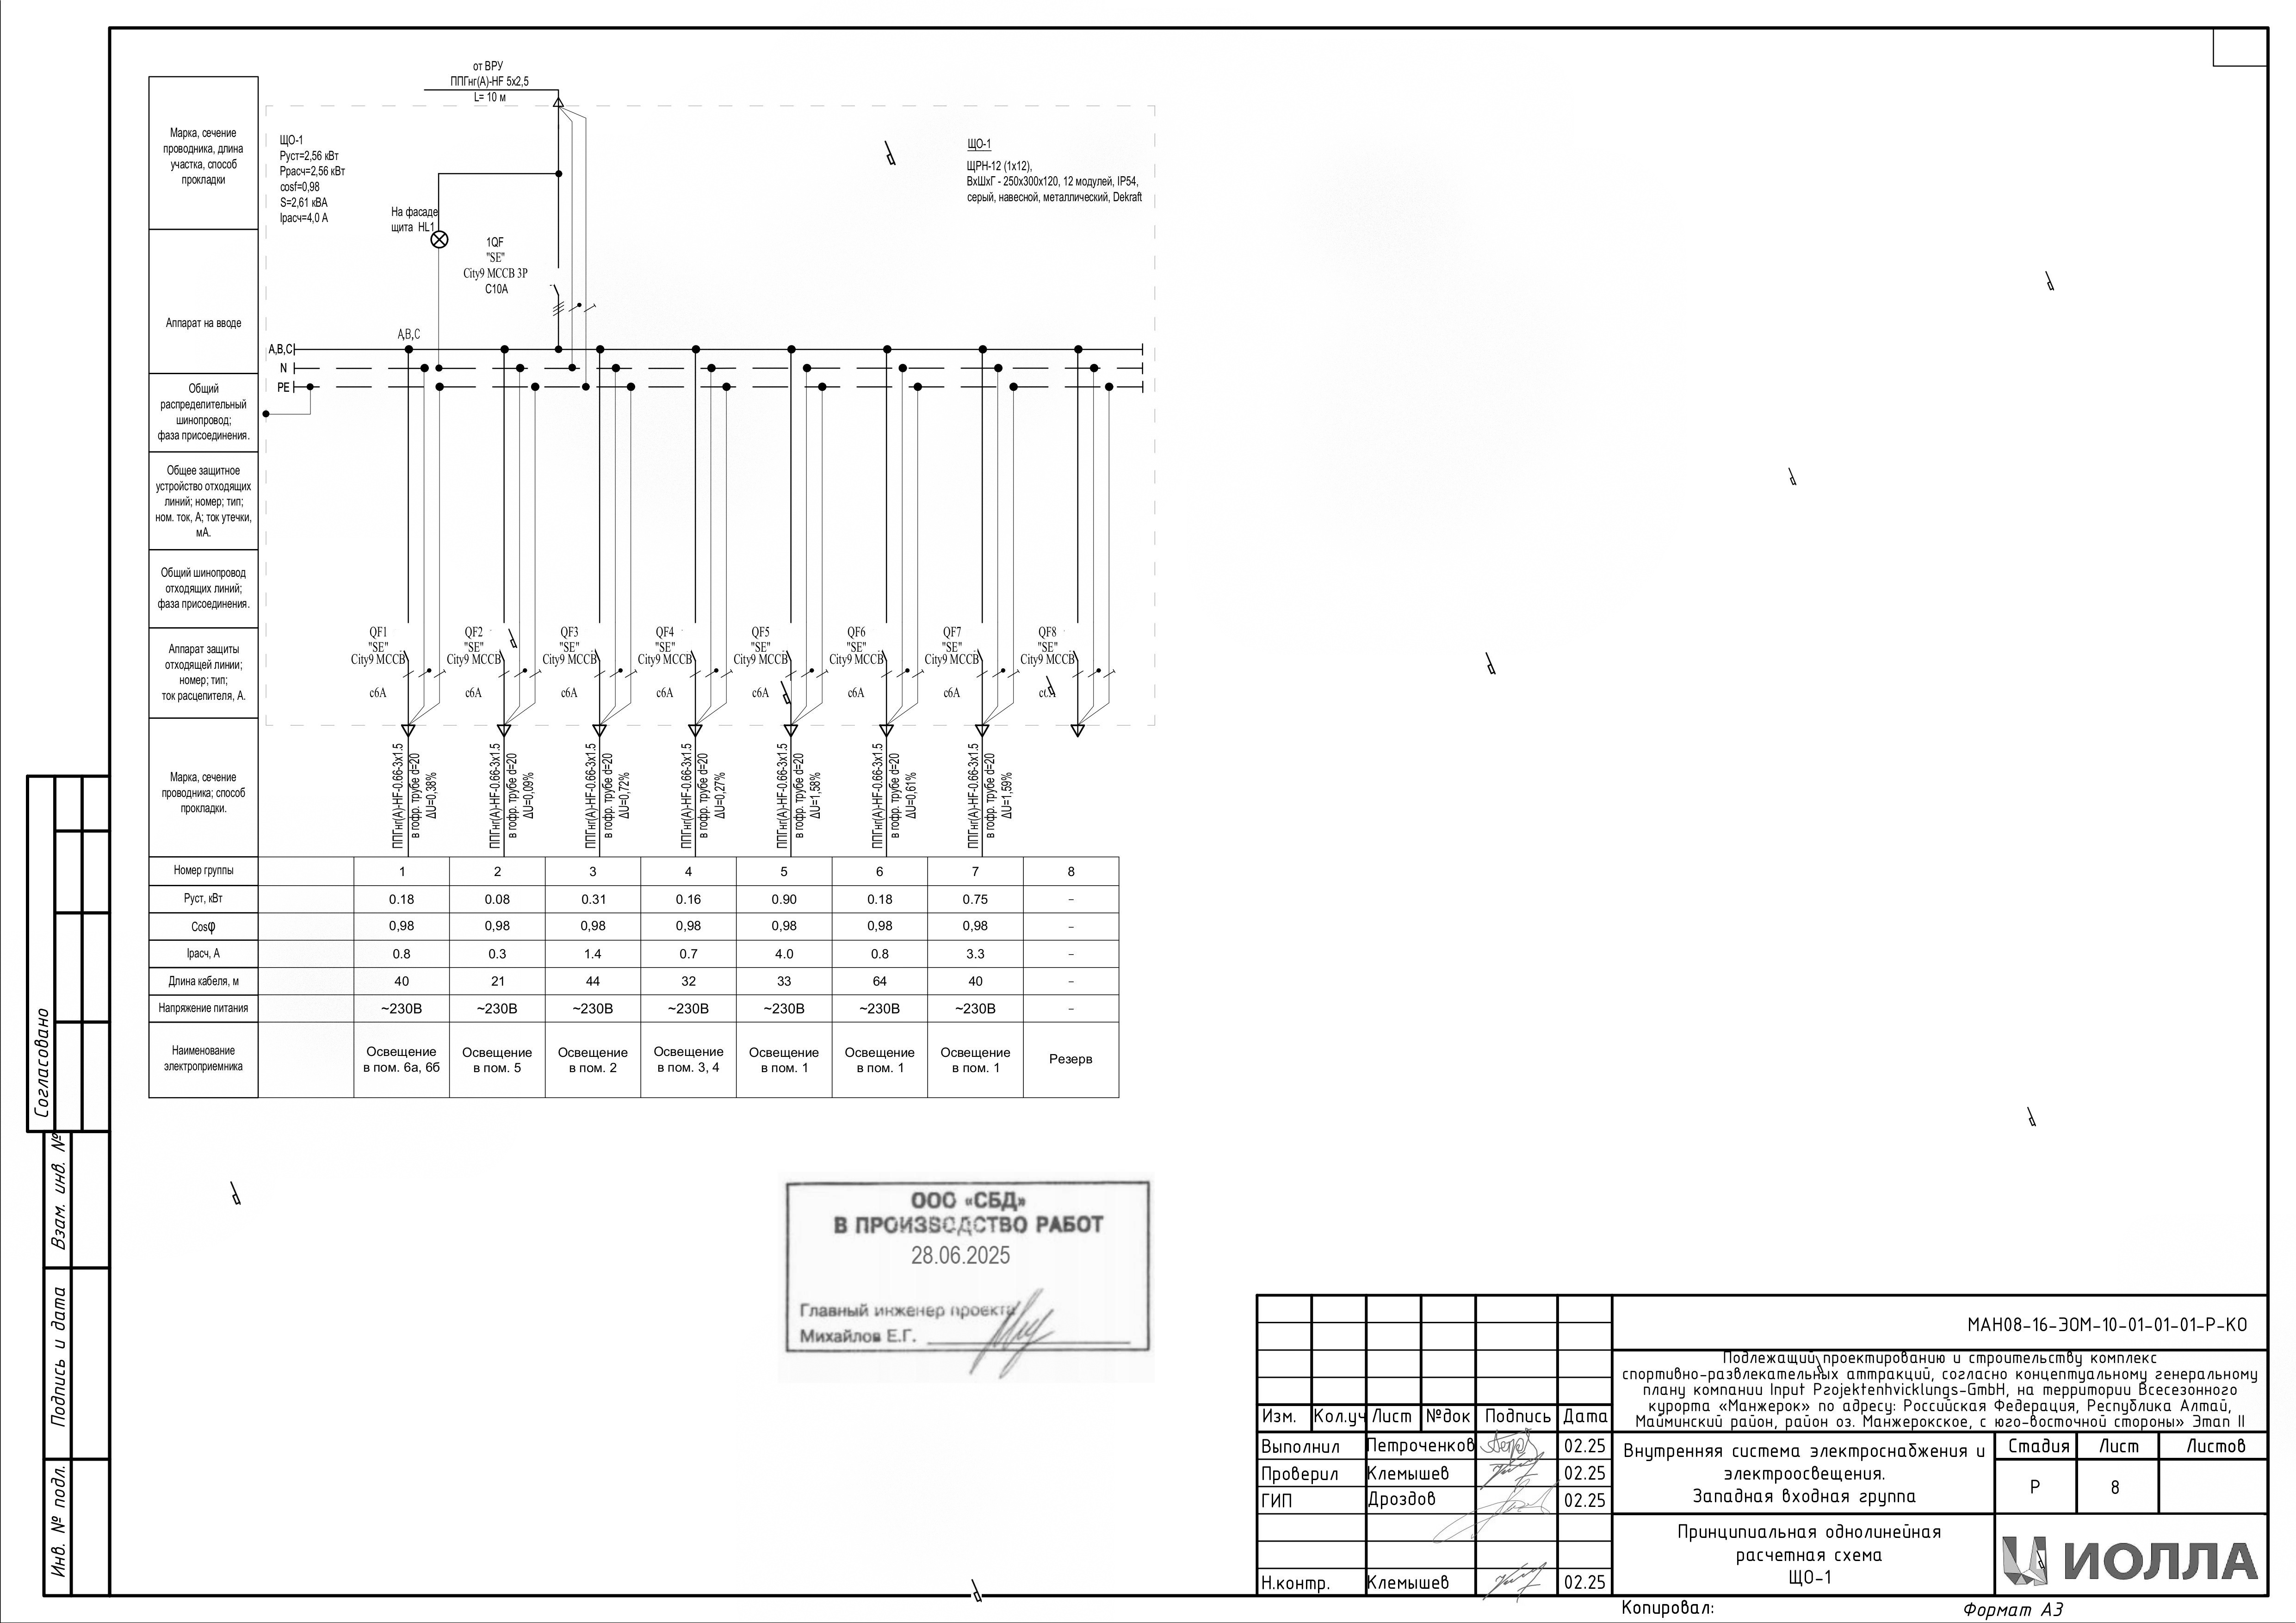 от ВРУ
ППГнг(А)-HF 5x2,5
L= 10 м
Марка, сечение
проводника, длина
участка, способ
прокладки
ЩО-1
Руст=2,56 кВт
Ррасч=2,56 кВт
cosf=0,98
S=2,61 кВА
Iрасч=4,0 А
ЩО-1
ЩРН-12 (1х12),
ВхШхГ - 250х300х120, 12 модулей, IP54,
серый, навесной, металлический, Dekraft
На фасаде
щита HL1
1QF
"SE"
City9 MCCB 3P
C10A
Аппарат на вводе
A,B,C
A,B,C
N
PE
Общий
распределительный
шинопровод;
фаза присоединения.
Общее защитное
устройство отходящих
линий; номер; тип;
ном. ток, А; ток утечки,
мА.
Общий шинопровод
отходящих линий;
фаза присоединения.
Аппарат защиты
отходящей линии;
номер; тип;
ток расцепителя, А.
QF1 QF2 QF3 QF4 QF5 QF6 QF7 QF8
"SE" "SE" "SE" "SE" "SE" "SE" "SE" "SE"
City9 MCCB City9 MCCB City9 MCCB City9 MCCB City9 MCCB City9 MCCB City9 MCCB City9 MCCB
c6A c6A c6A c6A c6A c6A c6A c6A
Марка, сечение
проводника; способ
прокладки.
ППГнг(А)-HF-0.66-3x1.5
в гофр. трубе d=20
ΔU=0,38%
ППГнг(А)-HF-0.66-3x1.5
в гофр. трубе d=20
ΔU=0,09%
ППГнг(А)-HF-0.66-3x1.5
в гофр. трубе d=20
ΔU=0,72%
ППГнг(А)-HF-0.66-3x1.5
в гофр. трубе d=20
ΔU=0,27%
ППГнг(А)-HF-0.66-3x1.5
в гофр. трубе d=20
ΔU=1,58%
ППГнг(А)-HF-0.66-3x1.5
в гофр. трубе d=20
ΔU=0,61%
ППГнг(А)-HF-0.66-3x1.5
в гофр. трубе d=20
ΔU=1,59%
Номер группы 1 2 3 4 5 6 7 8
Руст, кВт 0.18 0.08 0.31 0.16 0.90 0.18 0.75 –
Cosφ 0,98 0,98 0,98 0,98 0,98 0,98 0,98 –
Iрасч, А 0.8 0.3 1.4 0.7 4.0 0.8 3.3 –
Длина кабеля, м 40 21 44 32 33 64 40 –
Напряжение питания ~230В ~230В ~230В ~230В ~230В ~230В ~230В –
Наименование
электроприемника
Освещение
в пом. 6а, 6б
Освещение
в пом. 5
Освещение
в пом. 2
Освещение
в пом. 3, 4
Освещение
в пом. 1
Освещение
в пом. 1
Освещение
в пом. 1
Резерв
Согласовано
Взам. инв. №
Подпись и дата
Инв. № подл.
ООО «СБД»
В ПРОИЗВОДСТВО РАБОТ
28.06.2025
Главный инженер проекта
Михайлов Е.Г.
МАН08-16-ЭОМ-10-01-01-01-Р-КО
Подлежащий проектированию и строительству комплекс
спортивно-развлекательных аттракций, согласно концептуальному генеральному
плану компании Input Projektenhvicklungs-GmbH, на территории Всесезонного
курорта «Манжерок» по адресу: Российская Федерация, Республика Алтай,
Майминский район, район оз. Манжерокское, с юго-восточной стороны» Этап II
Изм. Кол.уч Лист №док Подпись Дата
Выполнил Петроченков 02.25
Проверил Клемышев 02.25
ГИП Дроздов 02.25
Н.контр. Клемышев 02.25
Внутренняя система электроснабжения и
электроосвещения.
Западная входная группа
Стадия Лист Листов
Р 8
Принципиальная однолинейная
расчетная схема
ЩО-1
ИОЛЛА
Копировал:
Формат А3